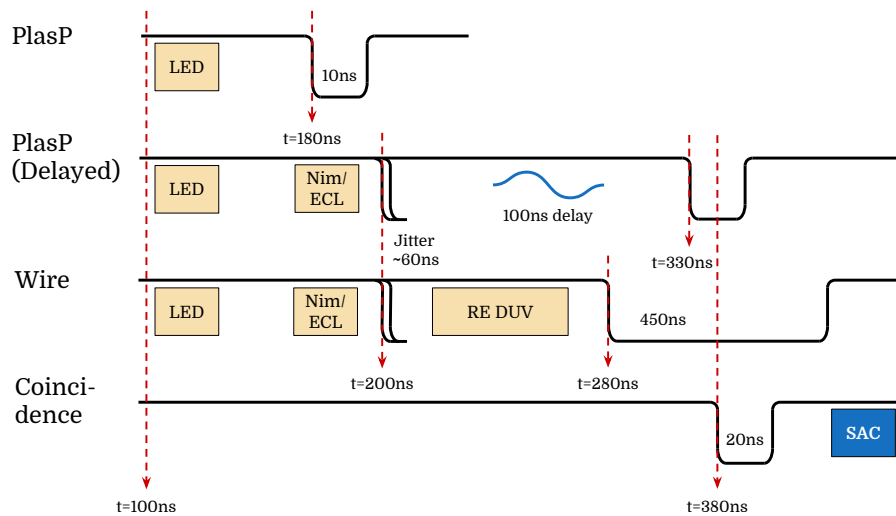 PlasP
LED
10ns
t=180ns
PlasP
(Delayed)
LED
Nim/
ECL
100ns delay
Jitter
~60ns
t=330ns
Wire
LED
Nim/
ECL
RE DUV
450ns
t=200ns
t=280ns
Coinci-
dence
20ns
SAC
t=100ns
t=380ns